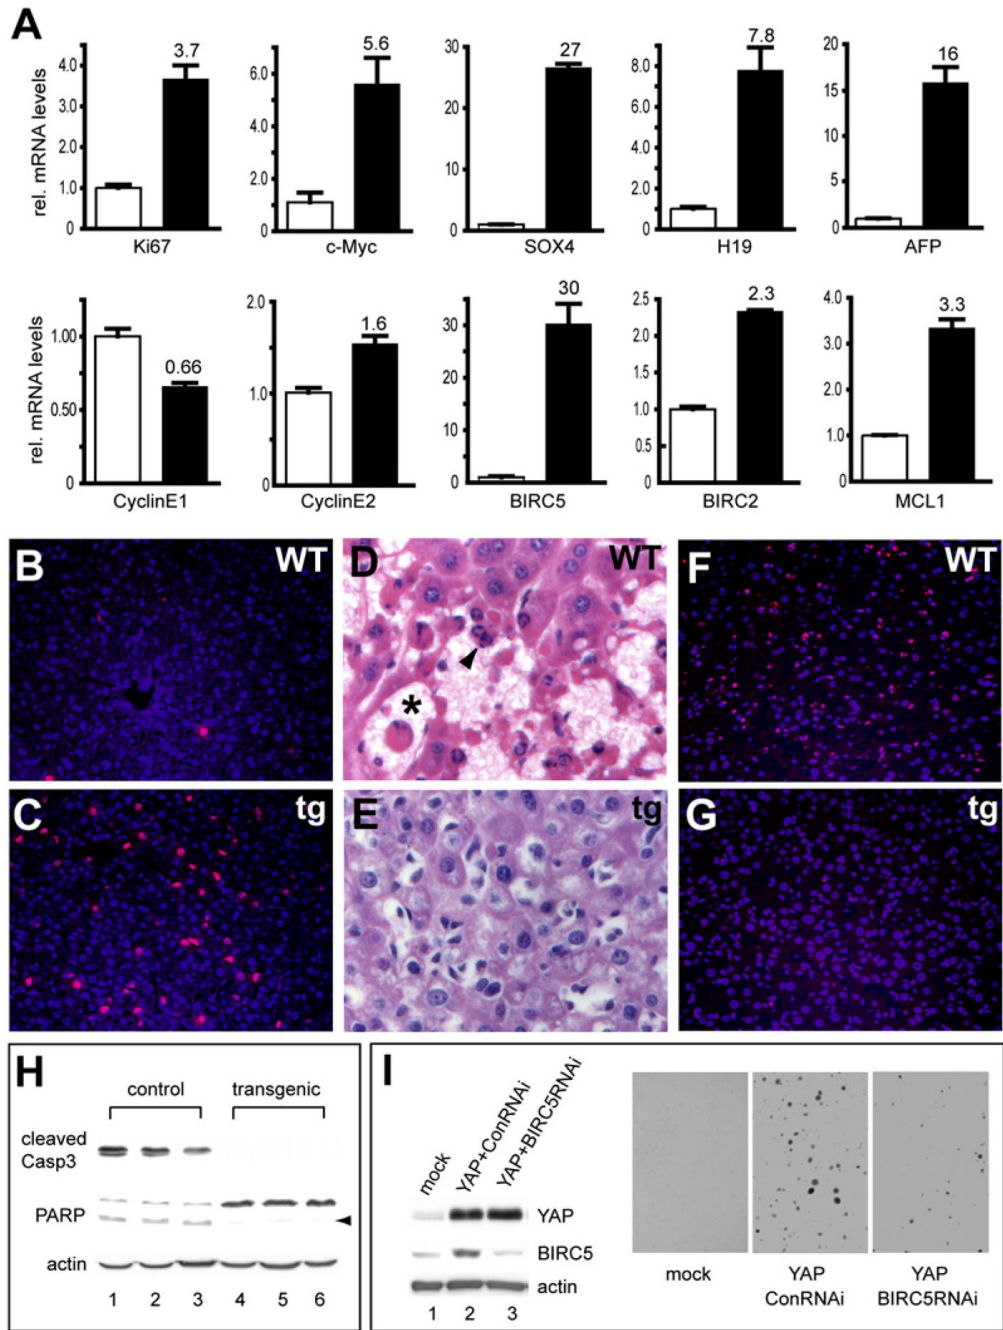 A
3.7 5.6 27 7.8 16
rel. mRNA levels
4.0 3.0 2.0 1.0 0
6.0 4.0 2.0 0
30 20 10 0
8.0 6.0 4.0 2.0 0
20 15 10 5 0
Ki67 c-Myc SOX4 H19 AFP
0.66 1.6 30 2.3 3.3
rel. mRNA levels
1.00 0.50 0
2.0 1.0 0
30 20 10 0
2.5 2.0 1.5 1.0 0.5 0
4.0 3.0 2.0 1.0 0
CyclinE1 CyclinE2 BIRC5 BIRC2 MCL1
B WT D WT F WT
*
C tg E tg G tg
H
control transgenic
cleaved
Casp3
PARP
actin
1 2 3 4 5 6
I
mock YAP+ConRNAi YAP+BIRC5RNAi
YAP
BIRC5
actin
1 2 3
mock YAP YAP
ConRNAi BIRC5RNAi